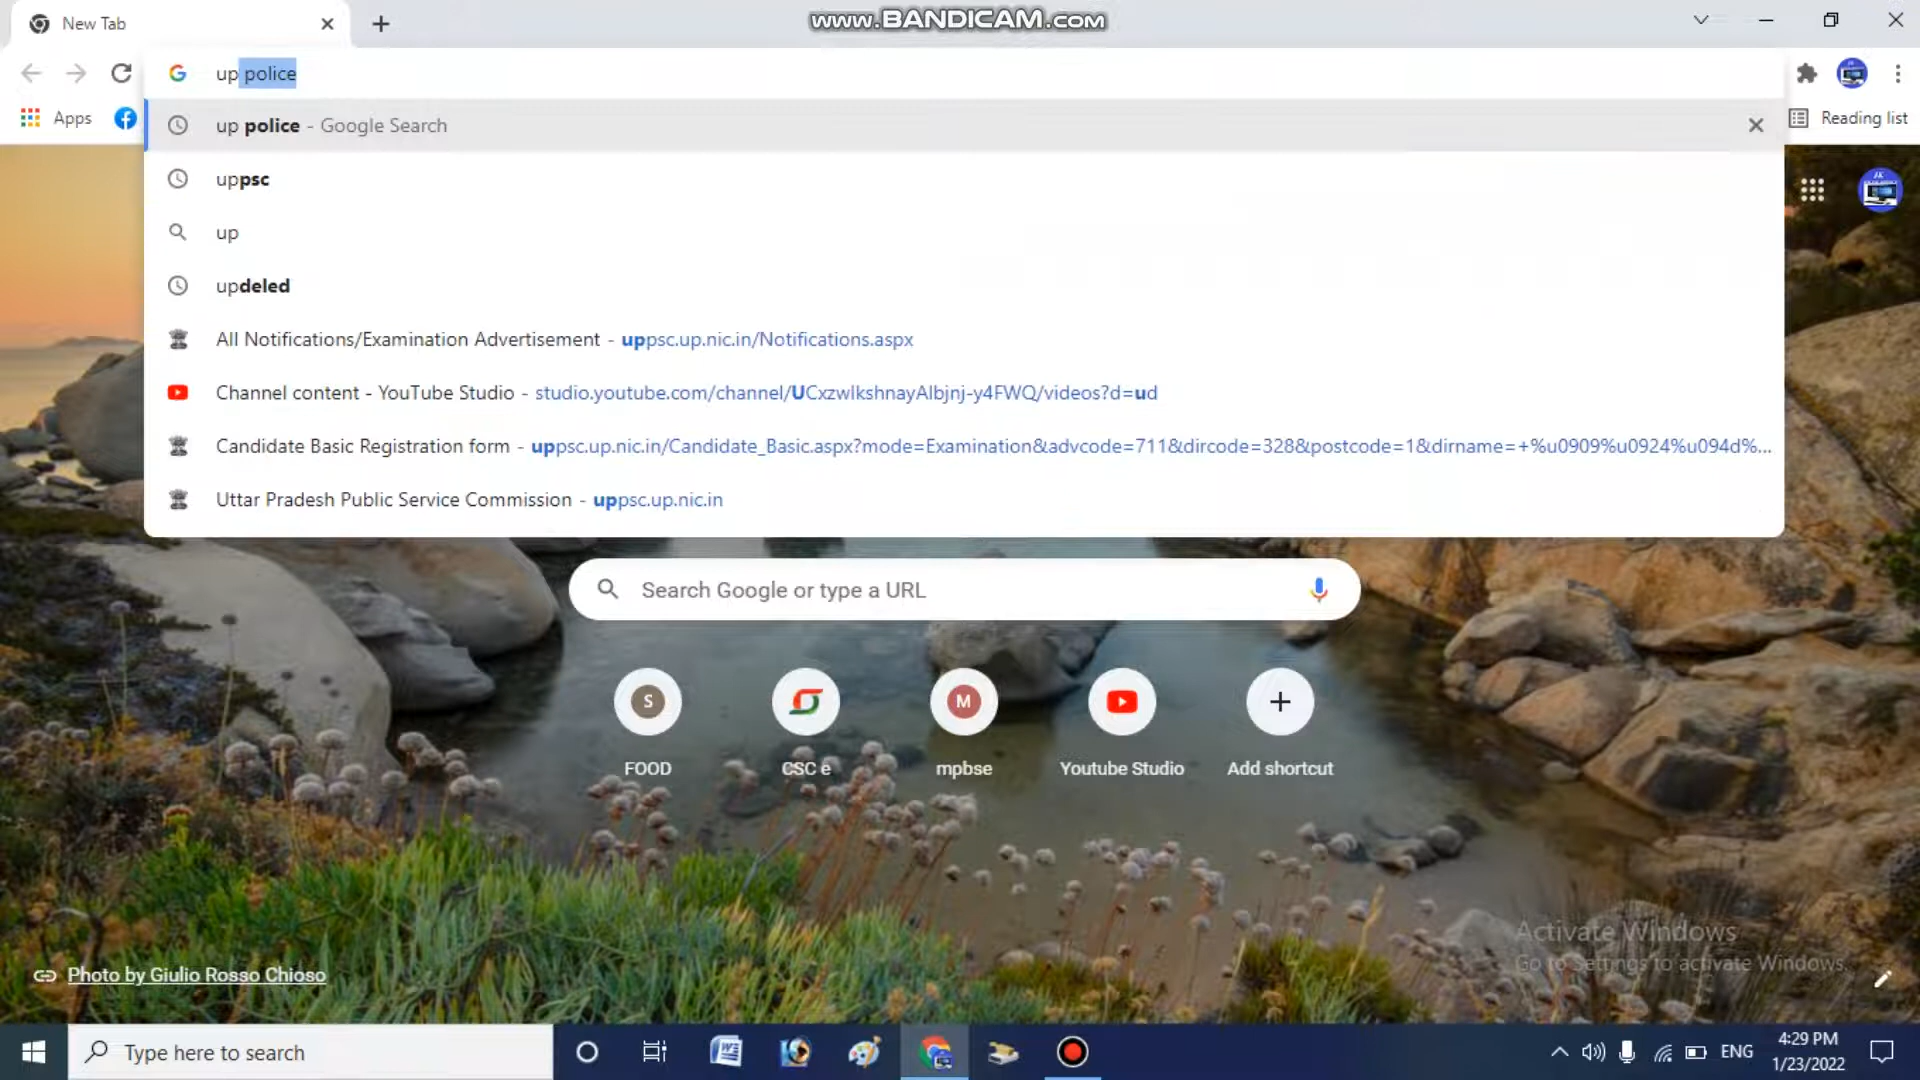 New Tab
www.BANDICAM.com
up police
Apps
Reading list
up police - Google Search
uppsc
up
updeled
All Notifications/Examination Advertisement - uppsc.up.nic.in/Notifications.aspx
Channel content - YouTube Studio - studio.youtube.com/channel/UCxzwlkshnayAlbjnj-y4FWQ/videos?d=ud
Candidate Basic Registration form - uppsc.up.nic.in/Candidate_Basic.aspx?mode=Examination&advcode=711&dircode=328&postcode=1&dirname=+%u0909%u0924%u094d%...
Uttar Pradesh Public Service Commission - uppsc.up.nic.in
Search Google or type a URL
S
M
FOOD
CSC e
mpbse
Youtube Studio
Add shortcut
Activate Windows
Go to Settings to activate Windows.
Photo by Giulio Rosso Chioso
Type here to search
ENG
4:29 PM
1/23/2022